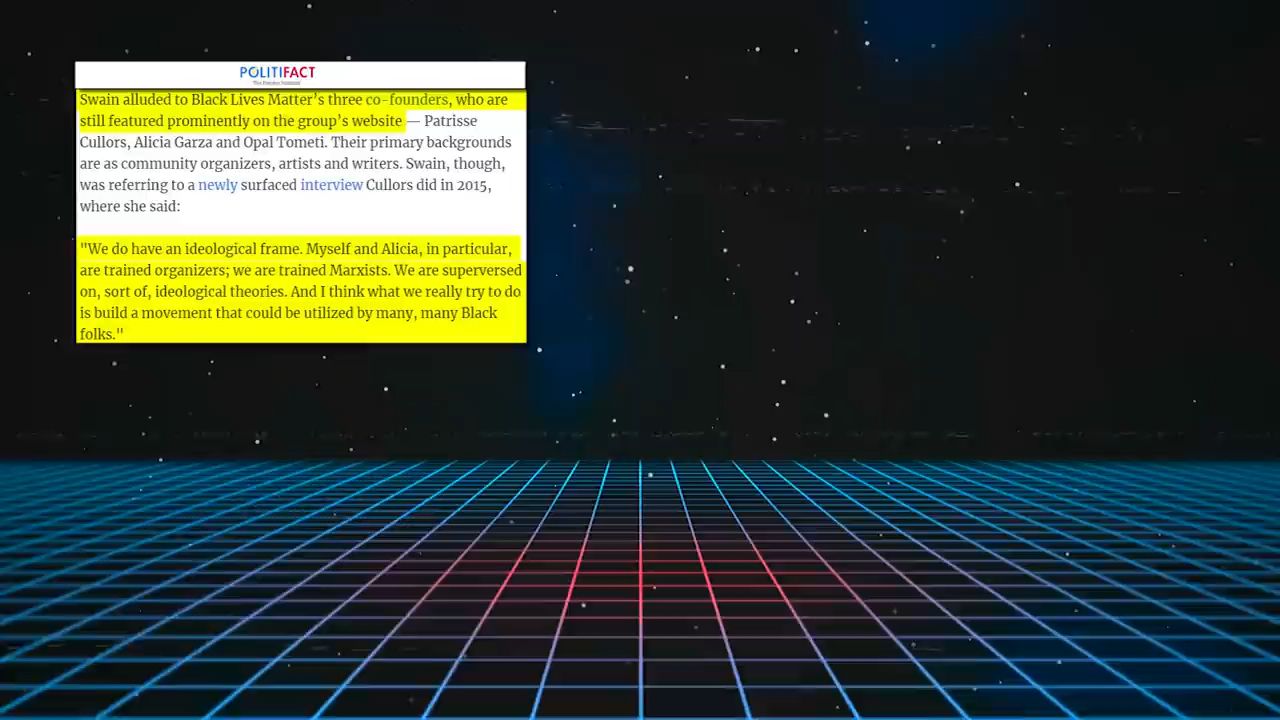 POLITIFACT
The Poynter Institute
Swain alluded to Black Lives Matter’s three co-founders, who are
still featured prominently on the group’s website — Patrisse
Cullors, Alicia Garza and Opal Tometi. Their primary backgrounds
are as community organizers, artists and writers. Swain, though,
was referring to a newly surfaced interview Cullors did in 2015,
where she said:
"We do have an ideological frame. Myself and Alicia, in particular,
are trained organizers; we are trained Marxists. We are superversed
on, sort of, ideological theories. And I think what we really try to do
is build a movement that could be utilized by many, many Black
folks."